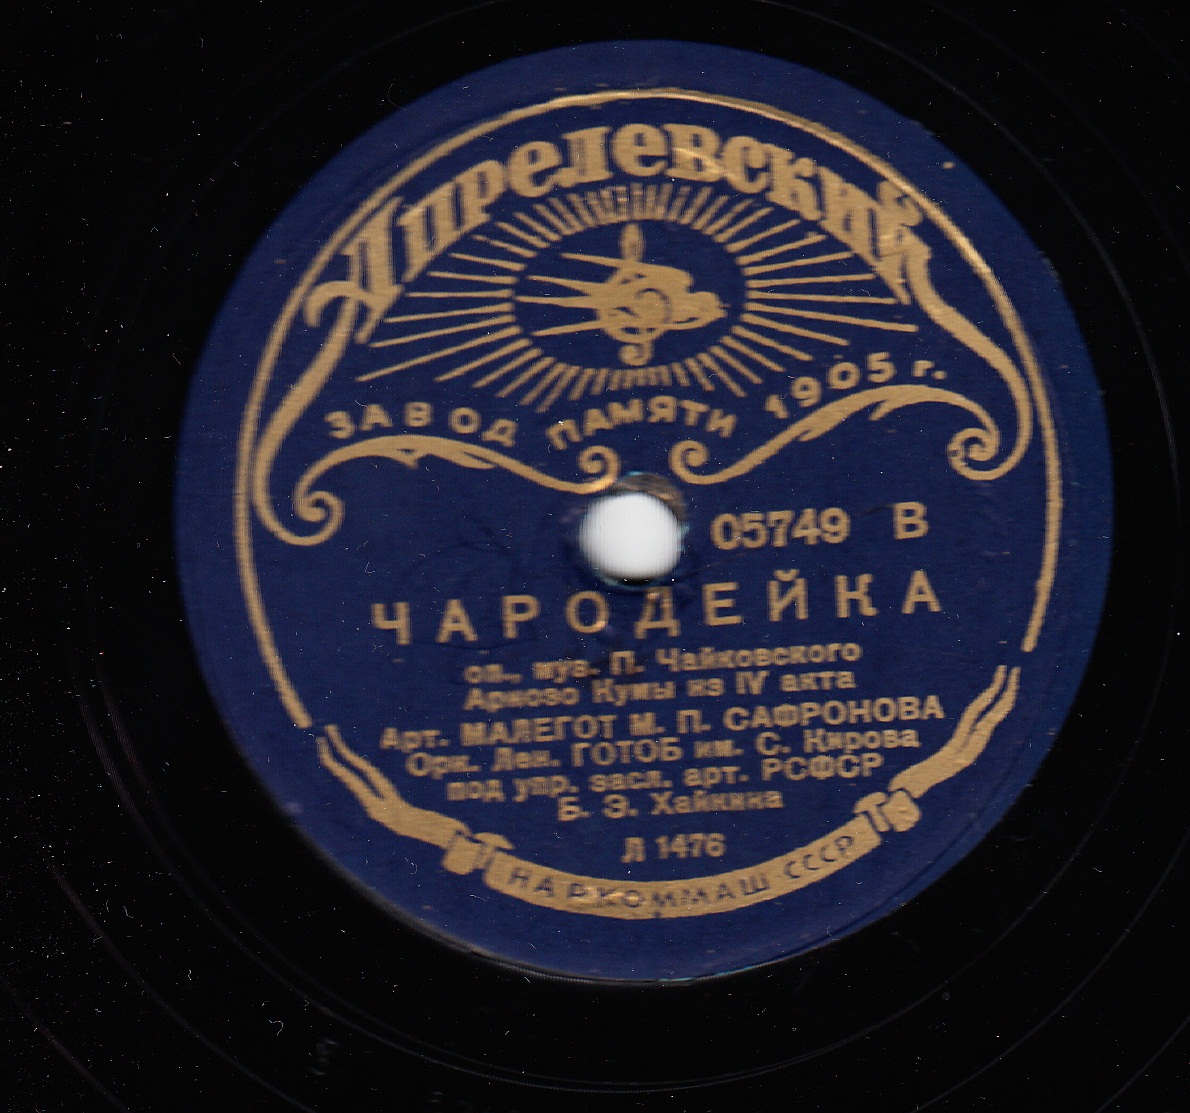 Апрелевский
ЗАВОД ПАМЯТИ 1905 г.
05749 В
ЧАРОДЕЙКА
оп., муз. П. Чайковского
Ариозо Кумы из IV акта
Арт. МАЛЕГОТ М. П. САФРОНОВА
Орк. Лен. ГОТОБ им. С. Кирова
под упр. засл. арт. РСФСР
Б. Э. Хайкина
Л 1476
НАРКОММАШ СССР